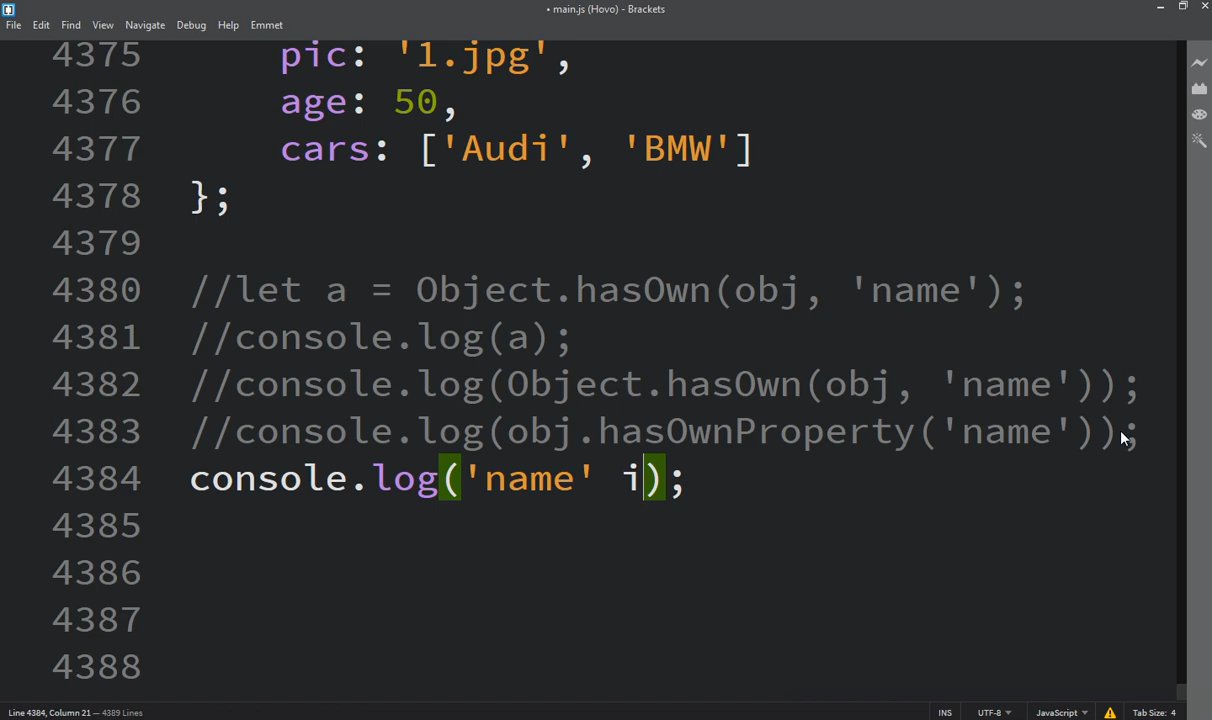 • main.js (Hovo) - Brackets
File Edit Find View Navigate Debug Help Emmet
4375 pic: '1.jpg',
4376 age: 50,
4377 cars: ['Audi', 'BMW']
4378 };
4379
4380 //let a = Object.hasOwn(obj, 'name');
4381 //console.log(a);
4382 //console.log(Object.hasOwn(obj, 'name'));
4383 //console.log(obj.hasOwnProperty('name'));
4384 console.log('name' i);
4385
4386
4387
4388
Line 4384, Column 21 — 4389 Lines INS UTF-8 JavaScript Tab Size: 4